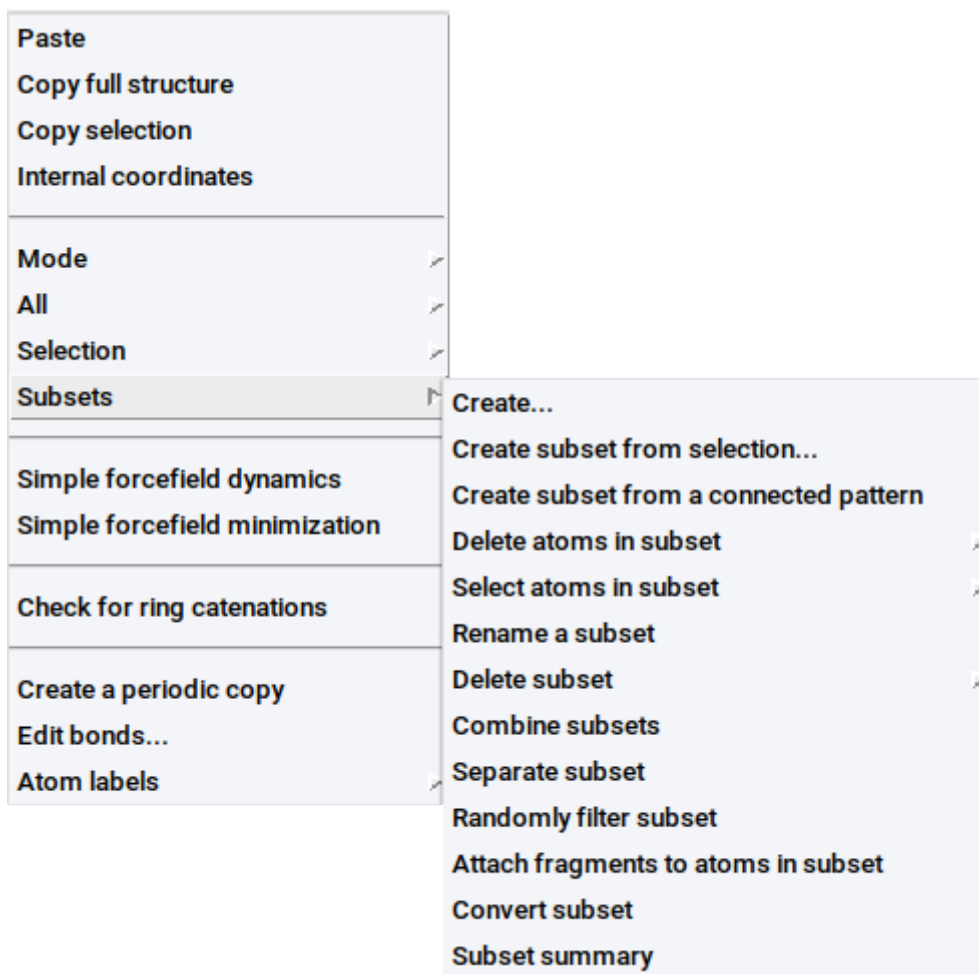 Paste
Copy full structure
Copy selection
Internal coordinates
Mode
All
Selection
Subsets
Simple forcefield dynamics
Simple forcefield minimization
Check for ring catenations
Create a periodic copy
Edit bonds...
Atom labels
Create...
Create subset from selection...
Create subset from a connected pattern
Delete atoms in subset
Select atoms in subset
Rename a subset
Delete subset
Combine subsets
Separate subset
Randomly filter subset
Attach fragments to atoms in subset
Convert subset
Subset summary